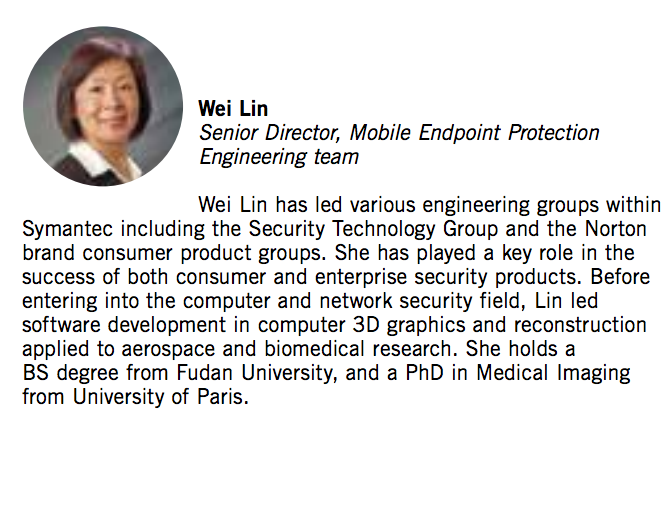 Wei Lin
Senior Director, Mobile Endpoint Protection
Engineering team
Wei Lin has led various engineering groups within
Symantec including the Security Technology Group and the Norton
brand consumer product groups. She has played a key role in the
success of both consumer and enterprise security products. Before
entering into the computer and network security field, Lin led
software development in computer 3D graphics and reconstruction
applied to aerospace and biomedical research. She holds a
BS degree from Fudan University, and a PhD in Medical Imaging
from University of Paris.